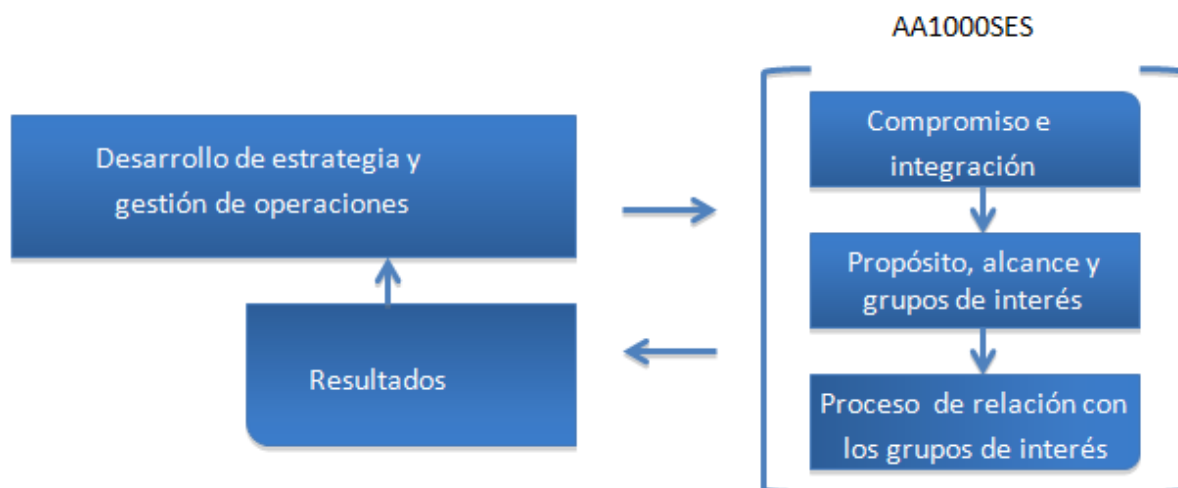 AA1000SES
Desarrollo de estrategia y
gestión de operaciones
Resultados
Compromiso e
integración
Propósito, alcance y
grupos de interés
Proceso de relación con
los grupos de interés